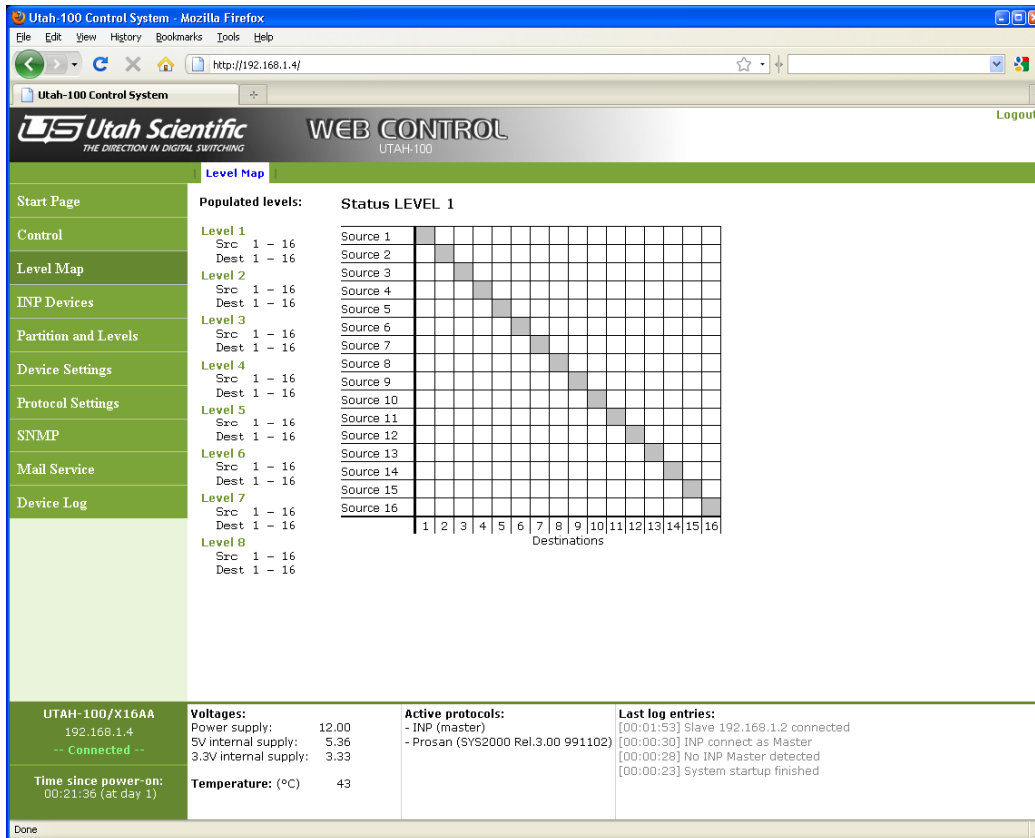 Utah-100 Control System - Mozilla Firefox
File Edit View History Bookmarks Tools Help
http://192.168.1.4/
Utah-100 Control System
Logout
US Utah Scientific
THE DIRECTION IN DIGITAL SWITCHING
WEB CONTROL
UTAH-100
| Level Map |
Start Page
Control
Level Map
INP Devices
Partition and Levels
Device Settings
Protocol Settings
SNMP
Mail Service
Device Log
Populated levels:
Level 1
Src 1 - 16
Dest 1 - 16
Level 2
Src 1 - 16
Dest 1 - 16
Level 3
Src 1 - 16
Dest 1 - 16
Level 4
Src 1 - 16
Dest 1 - 16
Level 5
Src 1 - 16
Dest 1 - 16
Level 6
Src 1 - 16
Dest 1 - 16
Level 7
Src 1 - 16
Dest 1 - 16
Level 8
Src 1 - 16
Dest 1 - 16
Status LEVEL 1
Source 1
Source 2
Source 3
Source 4
Source 5
Source 6
Source 7
Source 8
Source 9
Source 10
Source 11
Source 12
Source 13
Source 14
Source 15
Source 16
1 2 3 4 5 6 7 8 9 10 11 12 13 14 15 16
Destinations
UTAH-100/X16AA
192.168.1.4
-- Connected --
Time since power-on:
00:21:36 (at day 1)
Voltages:
Power supply: 12.00
5V internal supply: 5.36
3.3V internal supply: 3.33
Temperature: (°C) 43
Active protocols:
- INP (master)
- Prosan (SYS2000 Rel.3.00 991102)
Last log entries:
[00:01:53] Slave 192.168.1.2 connected
[00:00:30] INP connect as Master
[00:00:28] No INP Master detected
[00:00:23] System startup finished
Done